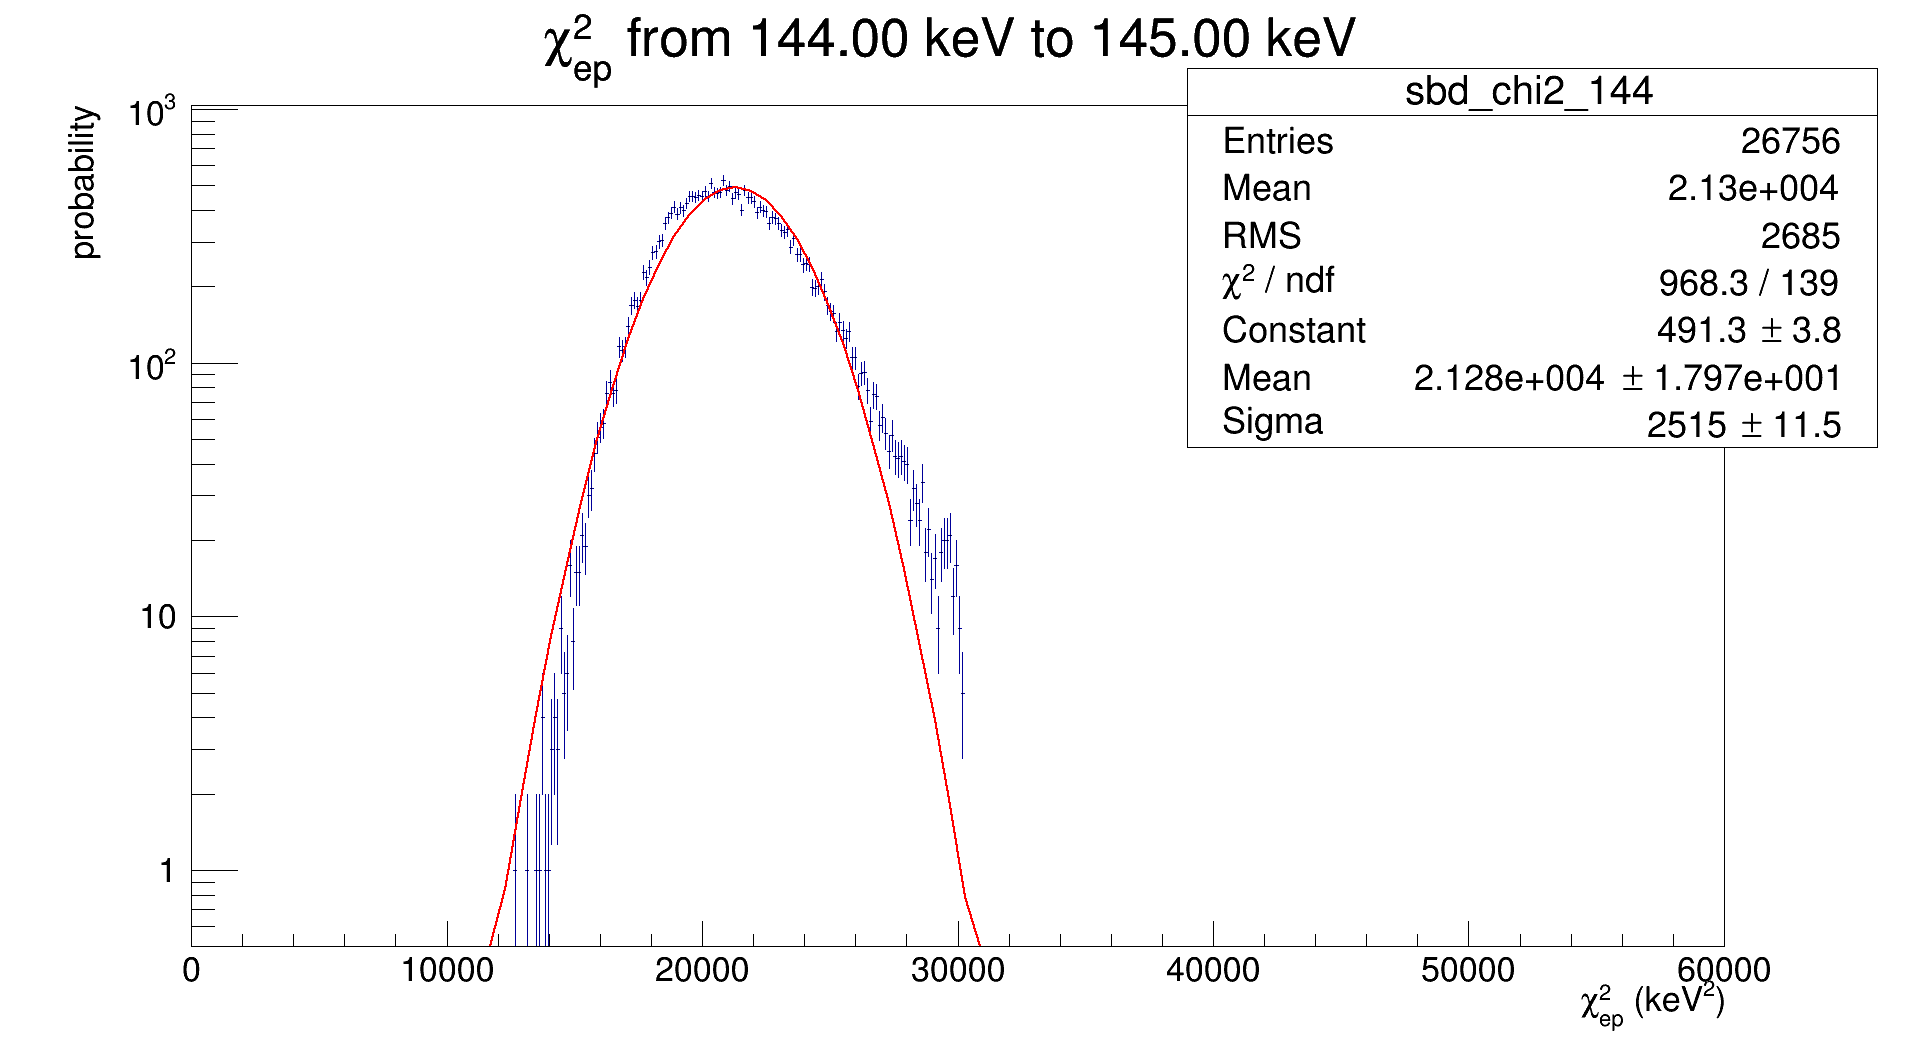 χ²ep from 144.00 keV to 145.00 keV
sbd_chi2_144
Entries 26756
Mean 2.13e+004
RMS 2685
χ² / ndf 968.3 / 139
Constant 491.3 ± 3.8
Mean 2.128e+004 ± 1.797e+001
Sigma 2515 ± 11.5
probability
10³
10²
10
1
0 10000 20000 30000 40000 50000 60000
χ²ep (keV²)